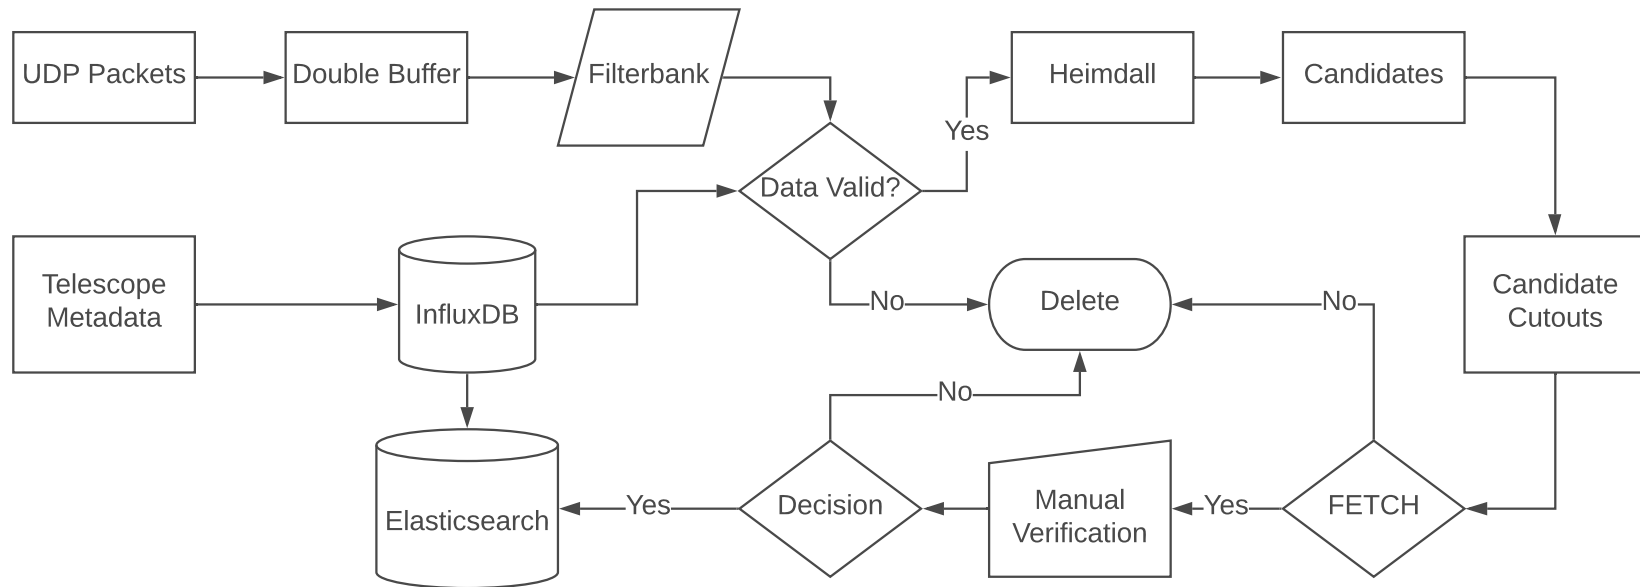 UDP Packets
Double Buffer
Filterbank
Heimdall
Candidates
Yes
Data Valid?
Telescope
Metadata
InfluxDB
No
Delete
No
Candidate
Cutouts
No
Elasticsearch
Yes
Decision
Manual
Verification
Yes
FETCH